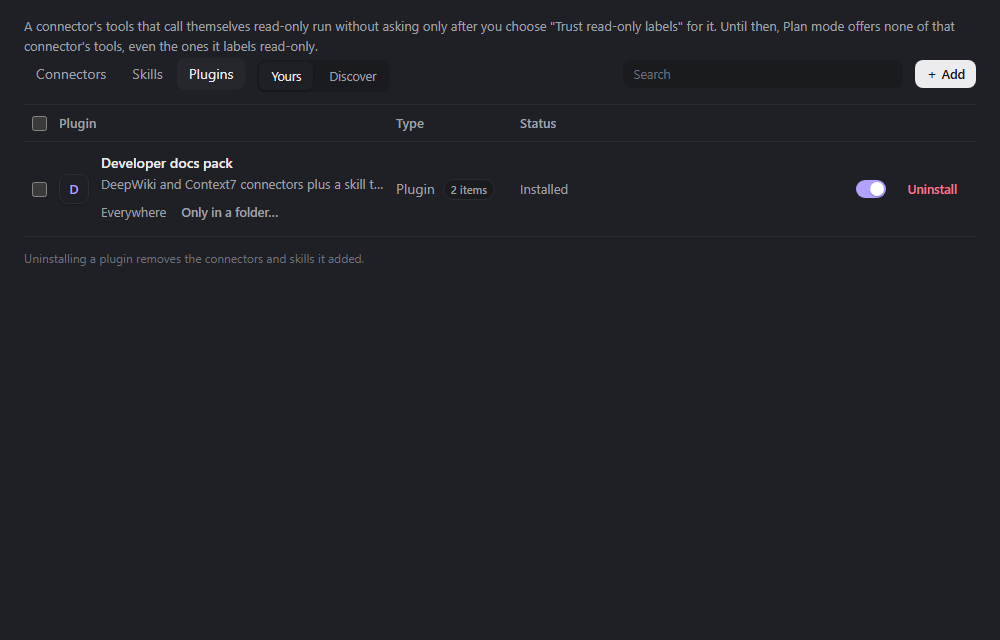 A connector's tools that call themselves read-only run without asking only after you choose "Trust read-only labels" for it. Until then, Plan mode offers none of that
connector's tools, even the ones it labels read-only.
Connectors Skills Plugins Yours Discover Search + Add
Plugin Type Status
Developer docs pack
D DeepWiki and Context7 connectors plus a skill t... Plugin 2 items Installed Uninstall
Everywhere Only in a folder...
Uninstalling a plugin removes the connectors and skills it added.